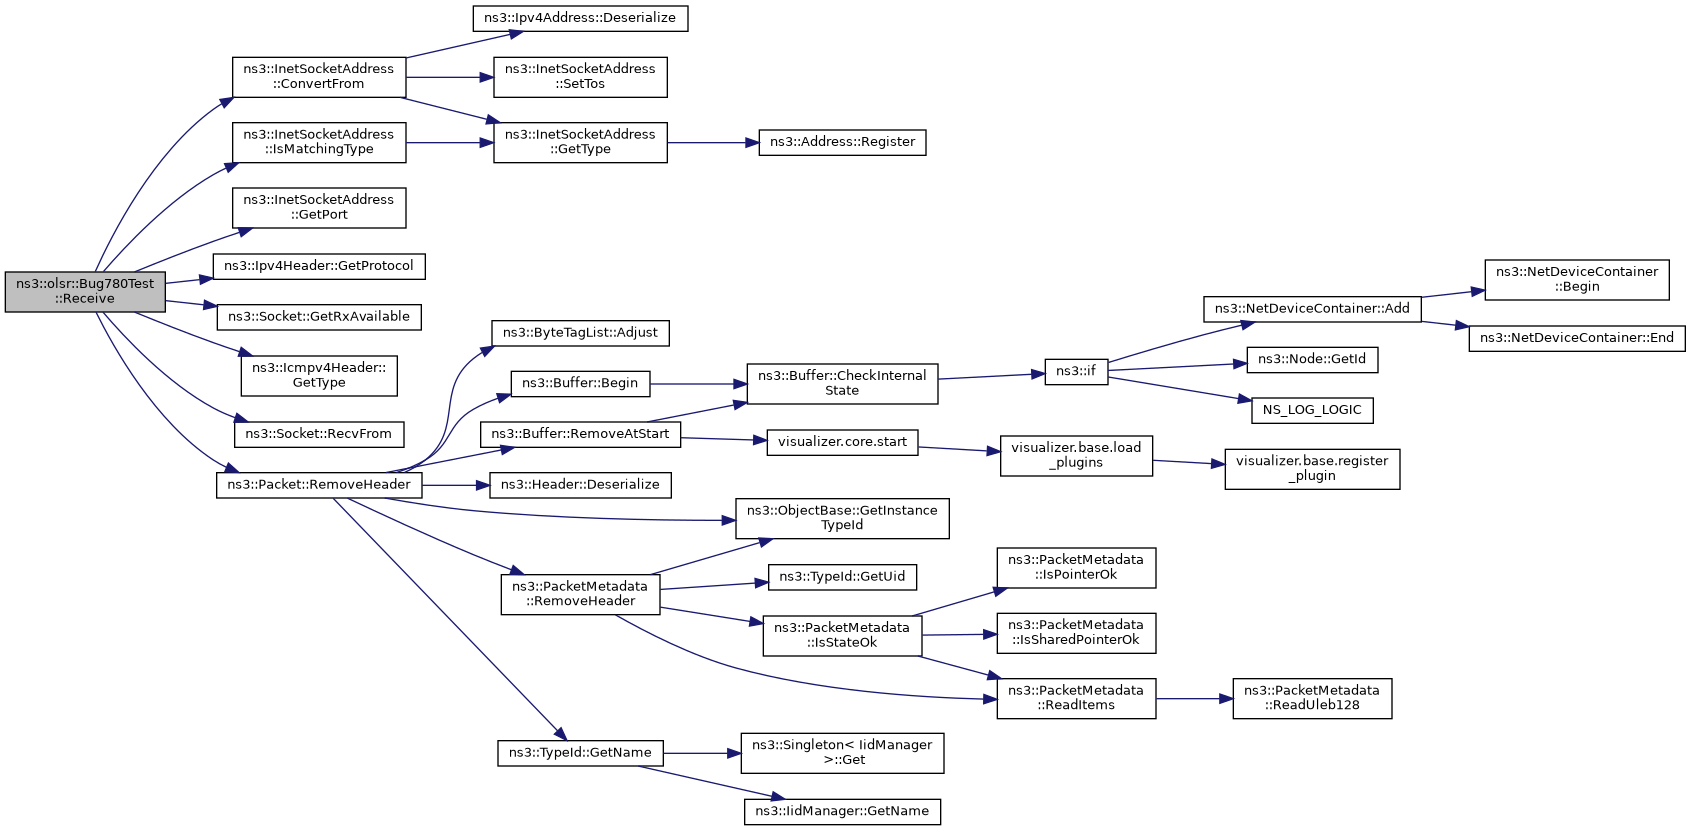 ns3::olsr::Bug780Test
::Receive
ns3::InetSocketAddress
::ConvertFrom
ns3::Ipv4Address::Deserialize
ns3::InetSocketAddress
::SetTos
ns3::InetSocketAddress
::GetType
ns3::Address::Register
ns3::InetSocketAddress
::IsMatchingType
ns3::InetSocketAddress
::GetPort
ns3::Ipv4Header::GetProtocol
ns3::Socket::GetRxAvailable
ns3::Icmpv4Header::
GetType
ns3::Socket::RecvFrom
ns3::Packet::RemoveHeader
ns3::ByteTagList::Adjust
ns3::Buffer::Begin
ns3::Buffer::CheckInternal
State
ns3::if
ns3::NetDeviceContainer::Add
ns3::NetDeviceContainer
::Begin
ns3::NetDeviceContainer::End
ns3::Node::GetId
NS_LOG_LOGIC
ns3::Buffer::RemoveAtStart
visualizer.core.start
visualizer.base.load
_plugins
visualizer.base.register
_plugin
ns3::Header::Deserialize
ns3::ObjectBase::GetInstance
TypeId
ns3::PacketMetadata
::RemoveHeader
ns3::TypeId::GetUid
ns3::PacketMetadata
::IsStateOk
ns3::PacketMetadata
::IsPointerOk
ns3::PacketMetadata
::IsSharedPointerOk
ns3::PacketMetadata
::ReadItems
ns3::PacketMetadata
::ReadUleb128
ns3::TypeId::GetName
ns3::Singleton< IidManager
>::Get
ns3::IidManager::GetName